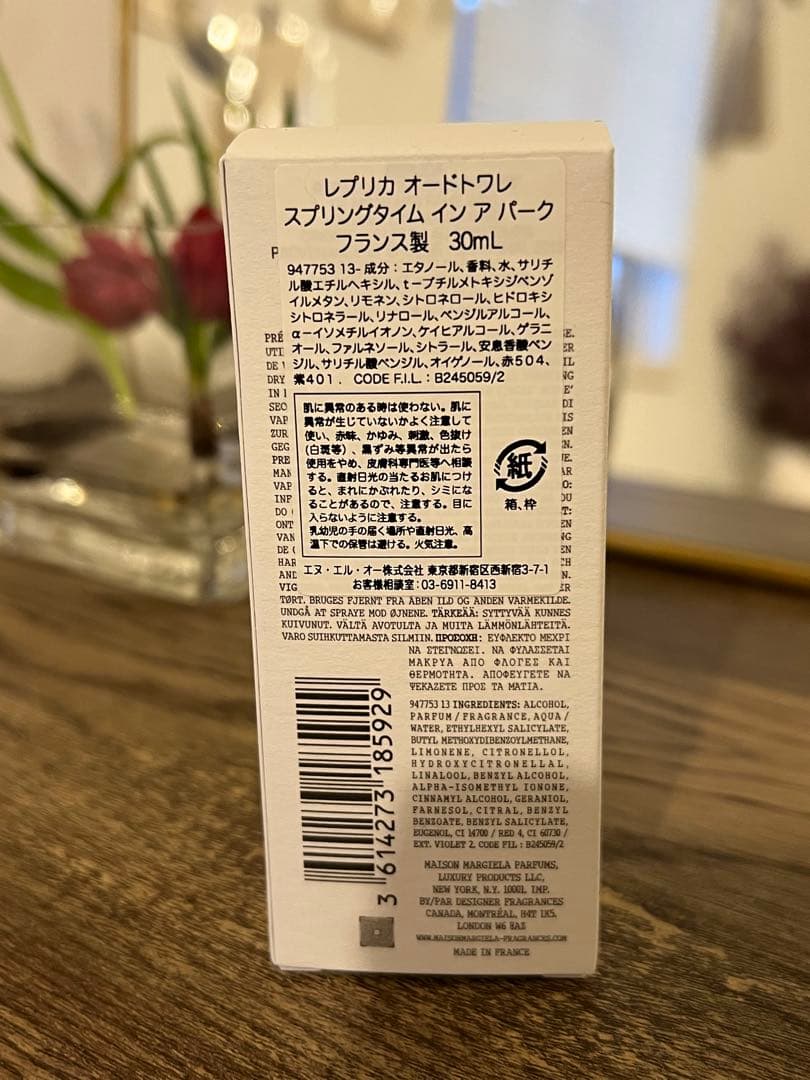 レプリカ オードトワレ
スプリングタイム イン ア パーク
フランス製 30mL
947753 13- 成分：エタノール、香料、水、サリチ
ル酸エチルヘキシル、t－ブチルメトキシジベンゾ
イルメタン、リモネン、シトロネロール、ヒドロキシ
シトロネラール、リナロール、ベンジルアルコール、
α－イソメチルイオノン、ケイヒアルコール、ゲラニ
オール、ファルネソール、シトラール、安息香酸ベン
ジル、サリチル酸ベンジル、オイゲノール、赤504、
紫401． CODE F.I.L.：B245059/2
肌に異常のある時は使わない。肌に
異常が生じていないかよく注意して
使い、赤味、かゆみ、刺激、色抜け
(白斑等)、黒ずみ等異常が出たら
使用をやめ、皮膚科専門医等へ相談
する。直射日光の当たるお肌につけ
ると、まれにかぶれたり、シミにな
ることがあるので、注意する。目に
入らないように注意する。
乳幼児の手の届く場所や直射日光、高
温下での保管は避ける。火気注意。
紙
箱、枠
エヌ・エル・オー株式会社 東京都新宿区西新宿3-7-1
お客様相談室：03-6911-8413
TØRT. BRUGES FJERNT FRA ÅBEN ILD OG ANDEN VARMEKILDE.
UNDGÅ AT SPRAYE MOD ØJNENE. TÄRKEÄÄ: SYTTYVÄÄ KUNNES
KUIVUNUT. VÄLTÄ AVOTULTA JA MUITA LÄMMÖNLÄHTEITÄ.
VARO SUIHKUTTAMASTA SILMIIN. ΠΡΟΣΟΧΗ: ΕΥΦΛΕΚΤΟ ΜΕΧΡΙ
ΝΑ ΣΤΕΓΝΩΣΕΙ. ΝΑ ΦΥΛΑΣΣΕΤΑΙ
ΜΑΚΡΥΑ ΑΠΟ ΦΛΟΓΕΣ ΚΑΙ
ΘΕΡΜΟΤΗΤΑ. ΑΠΟΦΕΥΓΕΤΕ ΝΑ
ΨΕΚΑΖΕΤΕ ΠΡΟΣ ΤΑ ΜΑΤΙΑ.
947753 13 INGREDIENTS: ALCOHOL,
PARFUM / FRAGRANCE, AQUA /
WATER, ETHYLHEXYL SALICYLATE,
BUTYL METHOXYDIBENZOYLMETHANE,
LIMONENE, CITRONELLOL,
HYDROXYCITRONELLAL,
LINALOOL, BENZYL ALCOHOL,
ALPHA-ISOMETHYL IONONE,
CINNAMYL ALCOHOL, GERANIOL,
FARNESOL, CITRAL, BENZYL
BENZOATE, BENZYL SALICYLATE,
EUGENOL, CI 14700 / RED 4, CI 60730 /
EXT. VIOLET 2. CODE FIL : B245059/2
3 614273 185929
MAISON MARGIELA PARFUMS,
LUXURY PRODUCTS LLC,
NEW YORK, N.Y. 10001. IMP.
BY/PAR DESIGNER FRAGRANCES
CANADA, MONTRÉAL, H4T 1K5.
LONDON W6 8AZ
WWW.MAISONMARGIELA-FRAGRANCES.COM
MADE IN FRANCE